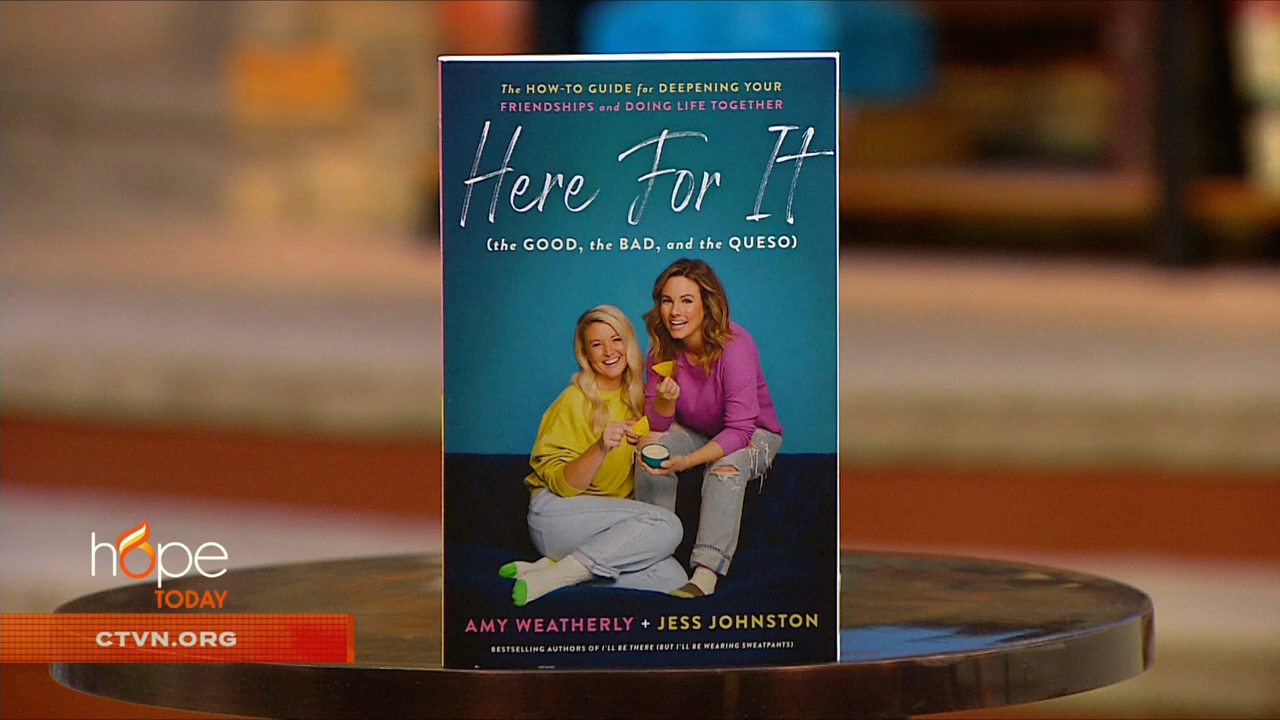 The HOW-TO GUIDE for DEEPENING YOUR
FRIENDSHIPS and DOING LIFE TOGETHER
Here For It
(the GOOD, the BAD, and the QUESO)
AMY WEATHERLY + JESS JOHNSTON
BESTSELLING AUTHORS OF I'LL BE THERE (BUT I'LL BE WEARING SWEATPANTS)
hope
TODAY
CTVN.ORG